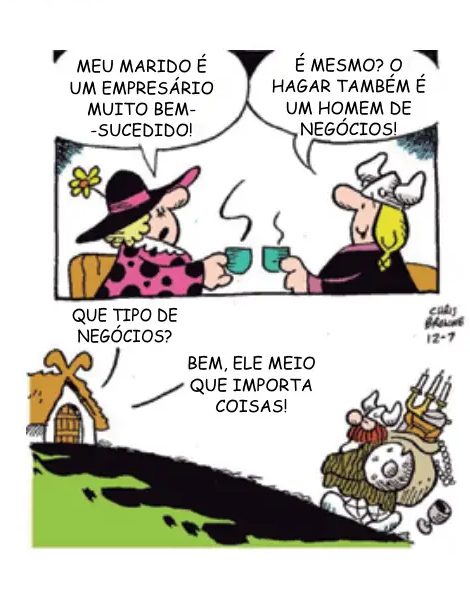 MEU MARIDO É
UM EMPRESÁRIO
MUITO BEM-
-SUCEDIDO!
É MESMO? O
HAGAR TAMBÉM É
UM HOMEM DE
NEGÓCIOS!
CHRIS
BROWNE
12-7
QUE TIPO DE
NEGÓCIOS?
BEM, ELE MEIO
QUE IMPORTA
COISAS!